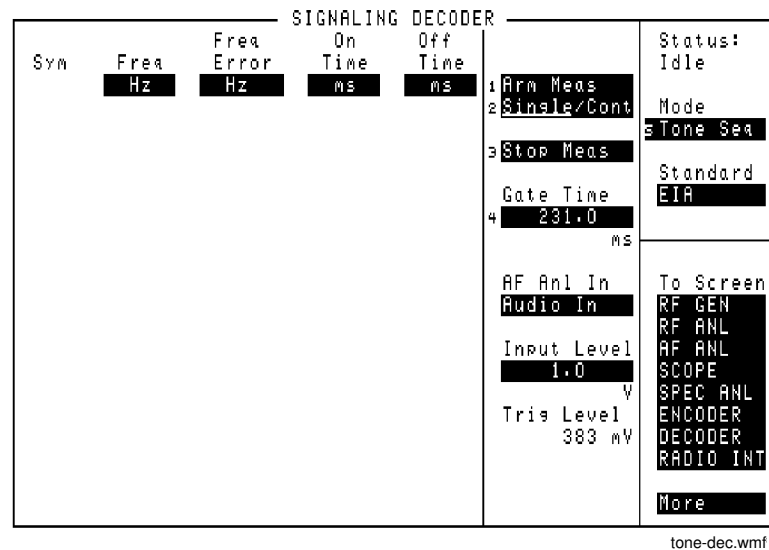 SIGNALING DECODER
Sym
Freq
Hz
Freq
Error
Hz
On
Time
ms
Off
Time
ms
1 Arm Meas
2 Single/Cont
3 Stop Meas
Gate Time
4 231.0
ms
AF Anl In
Audio In
Input Level
1.0
V
Trig Level
383 mV
Status:
Idle
Mode
5 Tone Seq
Standard
EIA
To Screen
RF GEN
RF ANL
AF ANL
SCOPE
SPEC ANL
ENCODER
DECODER
RADIO INT
More
tone-dec.wmf